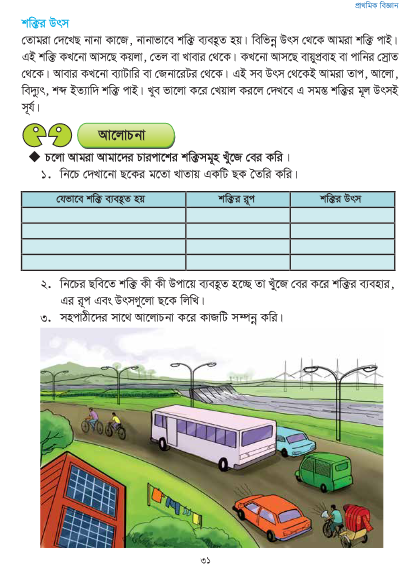 প্রাথমিক বিজ্ঞান
শক্তির উৎস
তোমরা দেখেছ নানা কাজে, নানাভাবে শক্তি ব্যবহৃত হয়। বিভিন্ন উৎস থেকে আমরা শক্তি পাই।
এই শক্তি কখনো আসছে কয়লা, তেল বা খাবার থেকে। কখনো আসছে বায়ুপ্রবাহ বা পানির স্রোত
থেকে। আবার কখনো ব্যাটারি বা জেনারেটর থেকে। এই সব উৎস থেকেই আমরা তাপ, আলো,
বিদ্যুৎ, শব্দ ইত্যাদি শক্তি পাই। খুব ভালো করে খেয়াল করলে দেখবে এ সমস্ত শক্তির মূল উৎসই
সূর্য।
আলোচনা
◆ চলো আমরা আমাদের চারপাশের শক্তিসমূহ খুঁজে বের করি।
১. নিচে দেখানো ছকের মতো খাতায় একটি ছক তৈরি করি।
যেভাবে শক্তি ব্যবহৃত হয় শক্তির রূপ শক্তির উৎস
২. নিচের ছবিতে শক্তি কী কী উপায়ে ব্যবহৃত হচ্ছে তা খুঁজে বের করে শক্তির ব্যবহার,
এর রূপ এবং উৎসগুলো ছকে লিখি।
৩. সহপাঠীদের সাথে আলোচনা করে কাজটি সম্পন্ন করি।
৩১